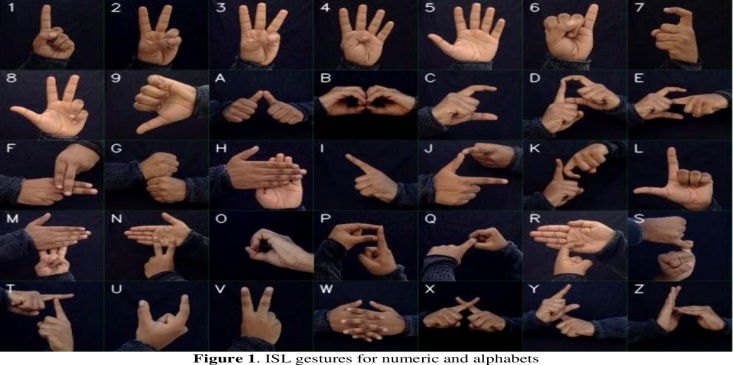 1 2 3 4 5 6 7
8 9 A B C D E
F G H I J K L
M N O P Q R S
T U V W X Y Z
Figure 1. ISL gestures for numeric and alphabets